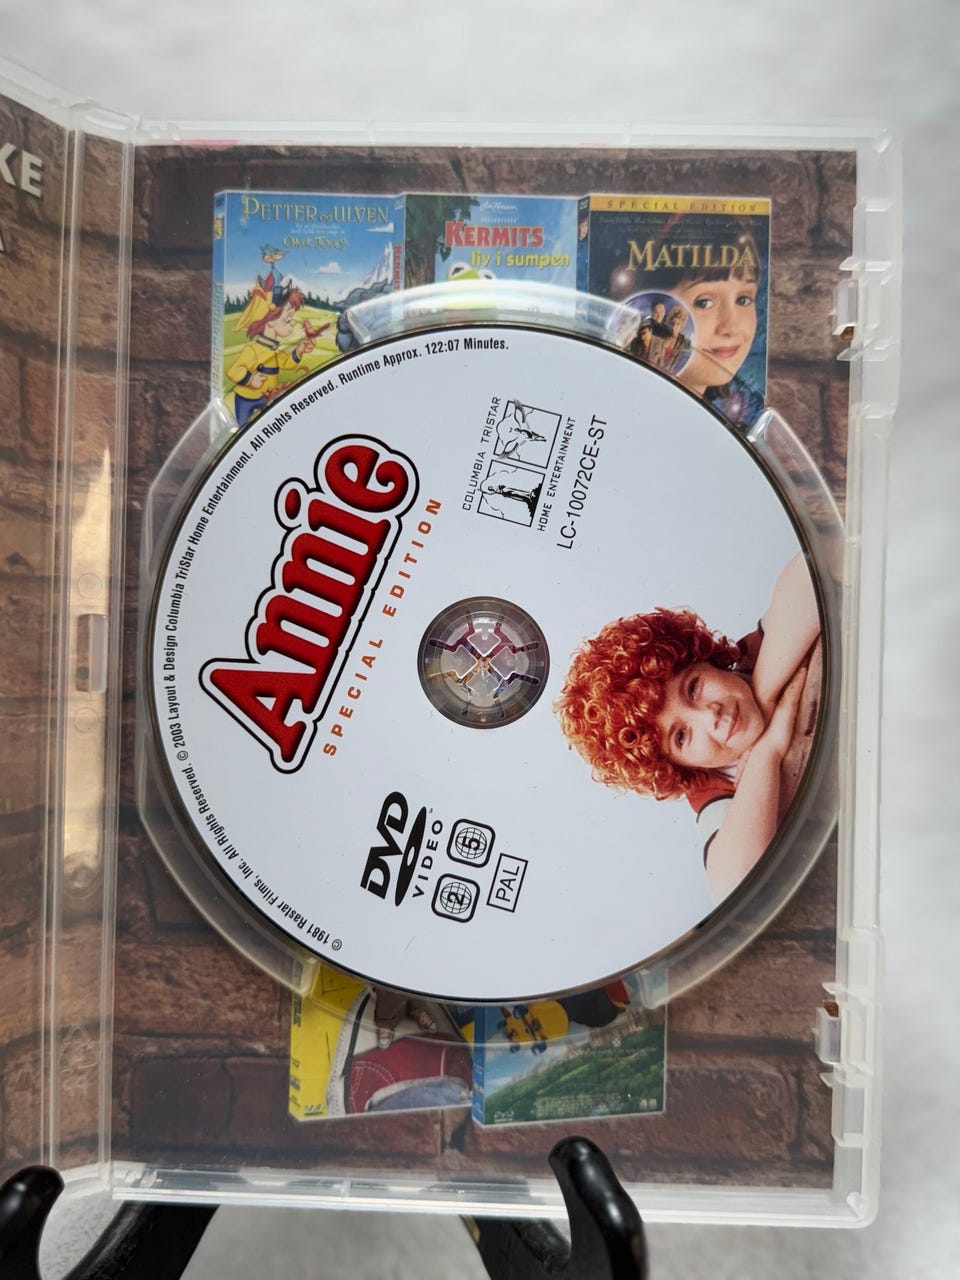 KE
A
PETTER OG ULVEN
KERMITS
liv i sumpen
SPECIAL EDITION
MATILDA
© 1981 Rastar Films, Inc. All Rights Reserved. © 2003 Layout & Design Columbia TriStar Home Entertainment. All Rights Reserved. Runtime Approx. 122:07 Minutes.
Annie
SPECIAL EDITION
COLUMBIA TRISTAR
HOME ENTERTAINMENT
LC-10072CE-ST
DVD
VIDEO
2 5
PAL